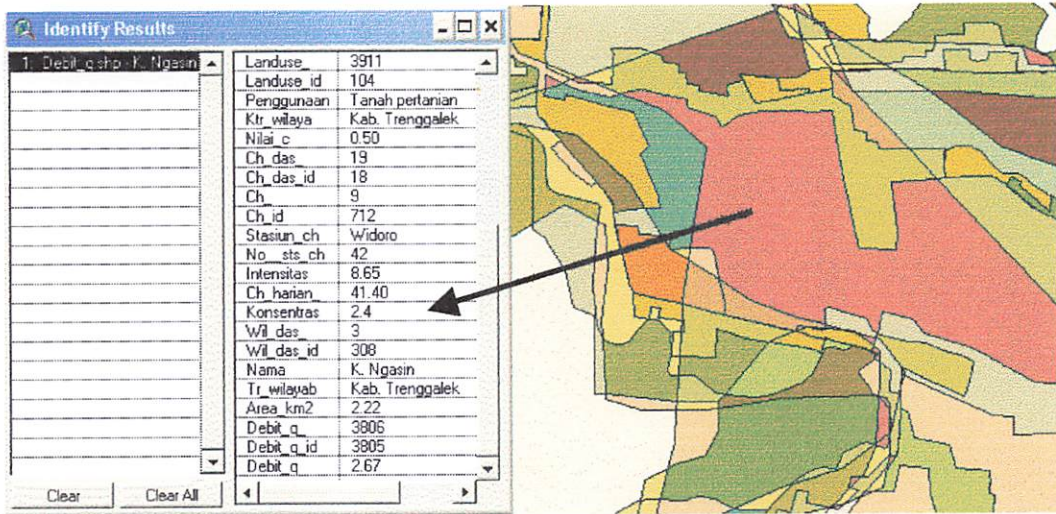 Identify Results
1: Debit_q.shp - K. Ngasin
Landuse_ 3911
Landuse_id 104
Penggunaan Tanah pertanian
Ktr_wilaya Kab. Trenggalek
Nilai_c 0.50
Ch_das_ 19
Ch_das_id 18
Ch_ 9
Ch_id 712
Stasiun_ch Widoro
No__sts_ch 42
Intensitas 8.65
Ch_harian_ 41.40
Konsentras 2.4
Wil_das_ 3
Wil_das_id 308
Nama K. Ngasin
Tr_wilayab Kab. Trenggalek
Area_km2 2.22
Debit_q_ 3806
Debit_q_id 3805
Debit_q 2.67
Clear Clear All